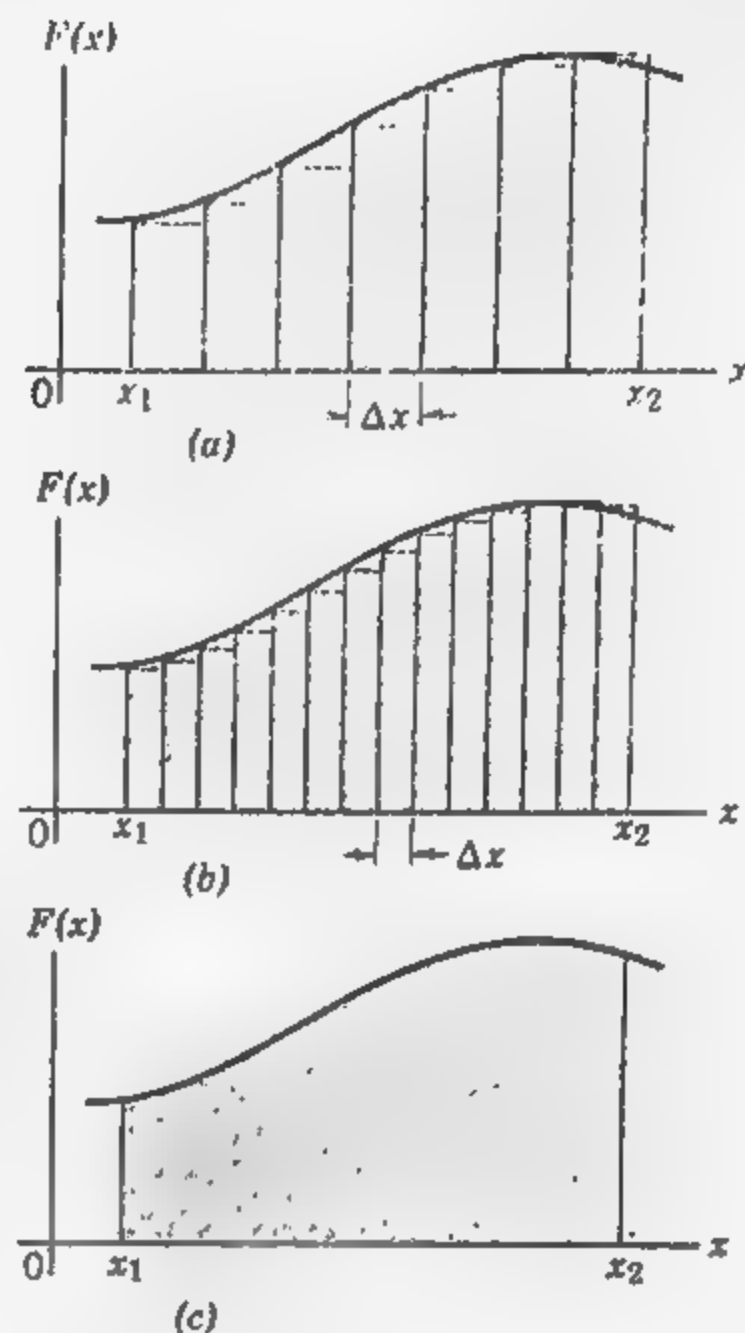 F(x)
0 x₁ x₂ x
Δx
(a)
F(x)
0 x₁ x₂ x
Δx
(b)
F(x)
0 x₁ x₂ x
(c)